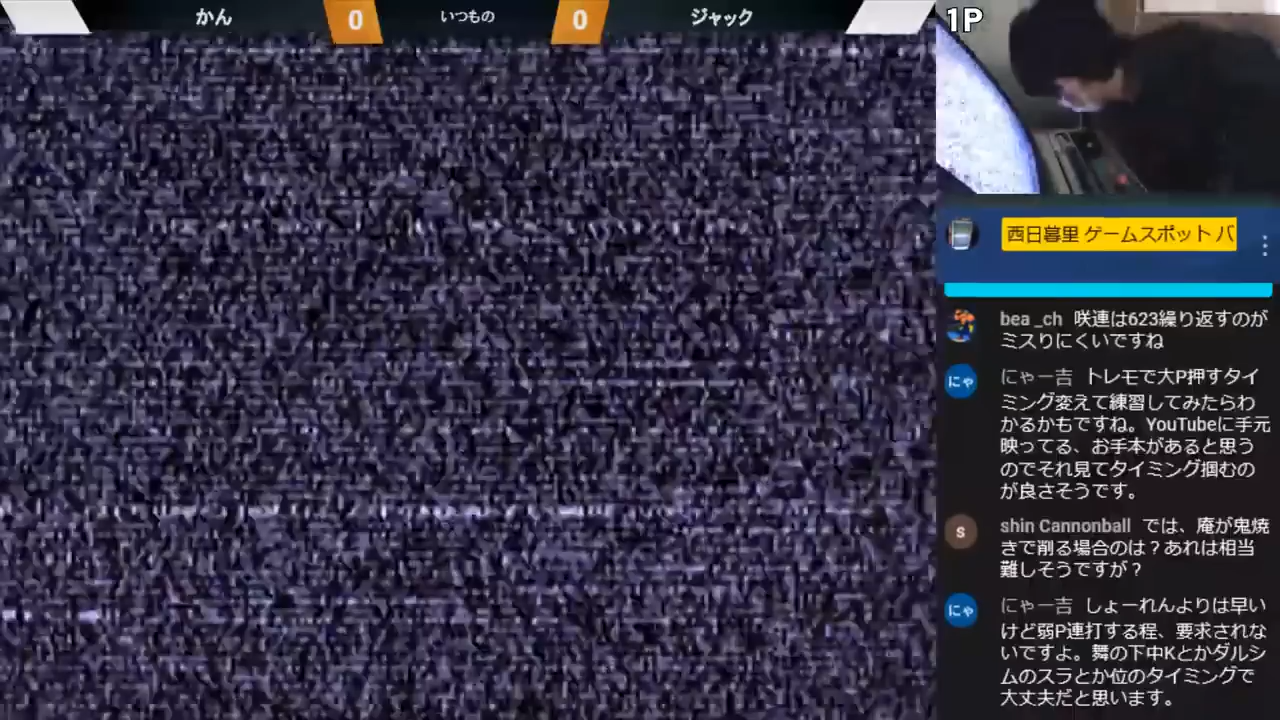 かん 0 いつもの 0 ジャック
1P
西日暮里 ゲームスポット バ
bea _ch 咲連は623繰り返すのが
ミスりにくいですね
にゃ にゃー吉 トレモで大P押すタイ
ミング変えて練習してみたらわ
かるかもですね。YouTubeに手元
映ってる、お手本があると思う
のでそれ見てタイミング掴むの
が良さそうです。
S shin Cannonball では、庵が鬼焼
きで削る場合のは？あれは相当
難しそうですが？
にゃ にゃー吉 しょーれんよりは早い
けど弱P連打する程、要求されな
いですよ。舞の下中Kとかダルシ
ムのスラとか位のタイミングで
大丈夫だと思います。